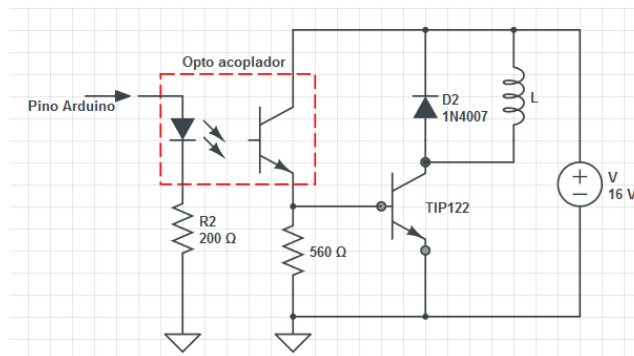 Opto acoplador
Pino Arduino
D2
1N4007
L
R2
200 Ω
560 Ω
TIP122
V
16 V
+
−